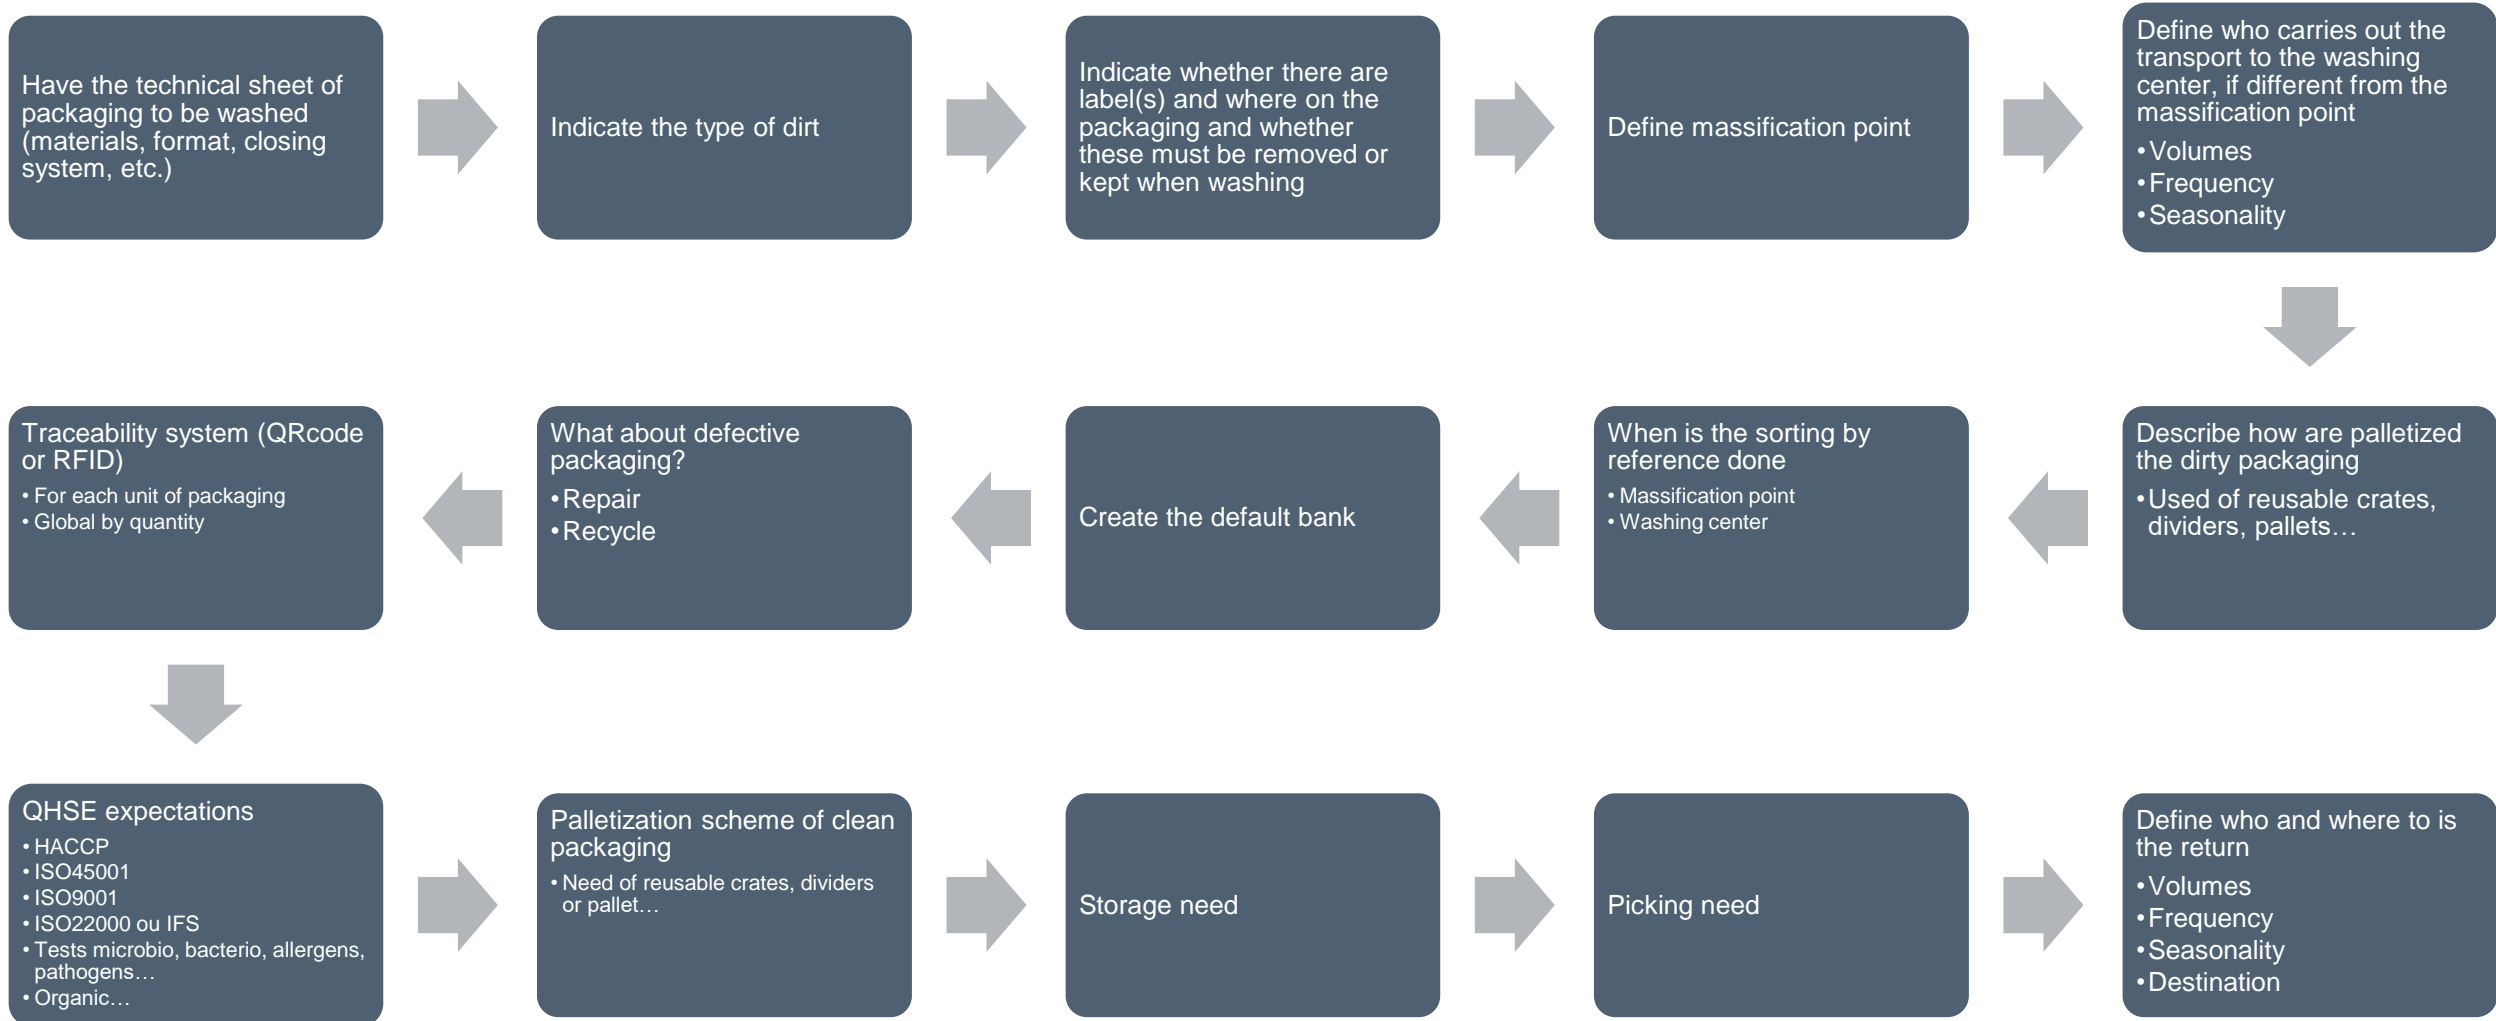 Have the technical sheet of
packaging to be washed
(materials, format, closing
system, etc.)
Indicate the type of dirt
Indicate whether there are
label(s) and where on the
packaging and whether
these must be removed or
kept when washing
Define massification point
Define who carries out the
transport to the washing
center, if different from the
massification point
•Volumes
•Frequency
•Seasonality
Describe how are palletized
the dirty packaging
•Used of reusable crates,
dividers, pallets…
When is the sorting by
reference done
• Massification point
• Washing center
Create the default bank
What about defective
packaging?
•Repair
•Recycle
Traceability system (QRcode
or RFID)
• For each unit of packaging
• Global by quantity
QHSE expectations
• HACCP
• ISO45001
• ISO9001
• ISO22000 ou IFS
• Tests microbio, bacterio, allergens,
pathogens…
• Organic…
Palletization scheme of clean
packaging
• Need of reusable crates, dividers
or pallet…
Storage need
Picking need
Define who and where to is
the return
•Volumes
•Frequency
•Seasonality
•Destination